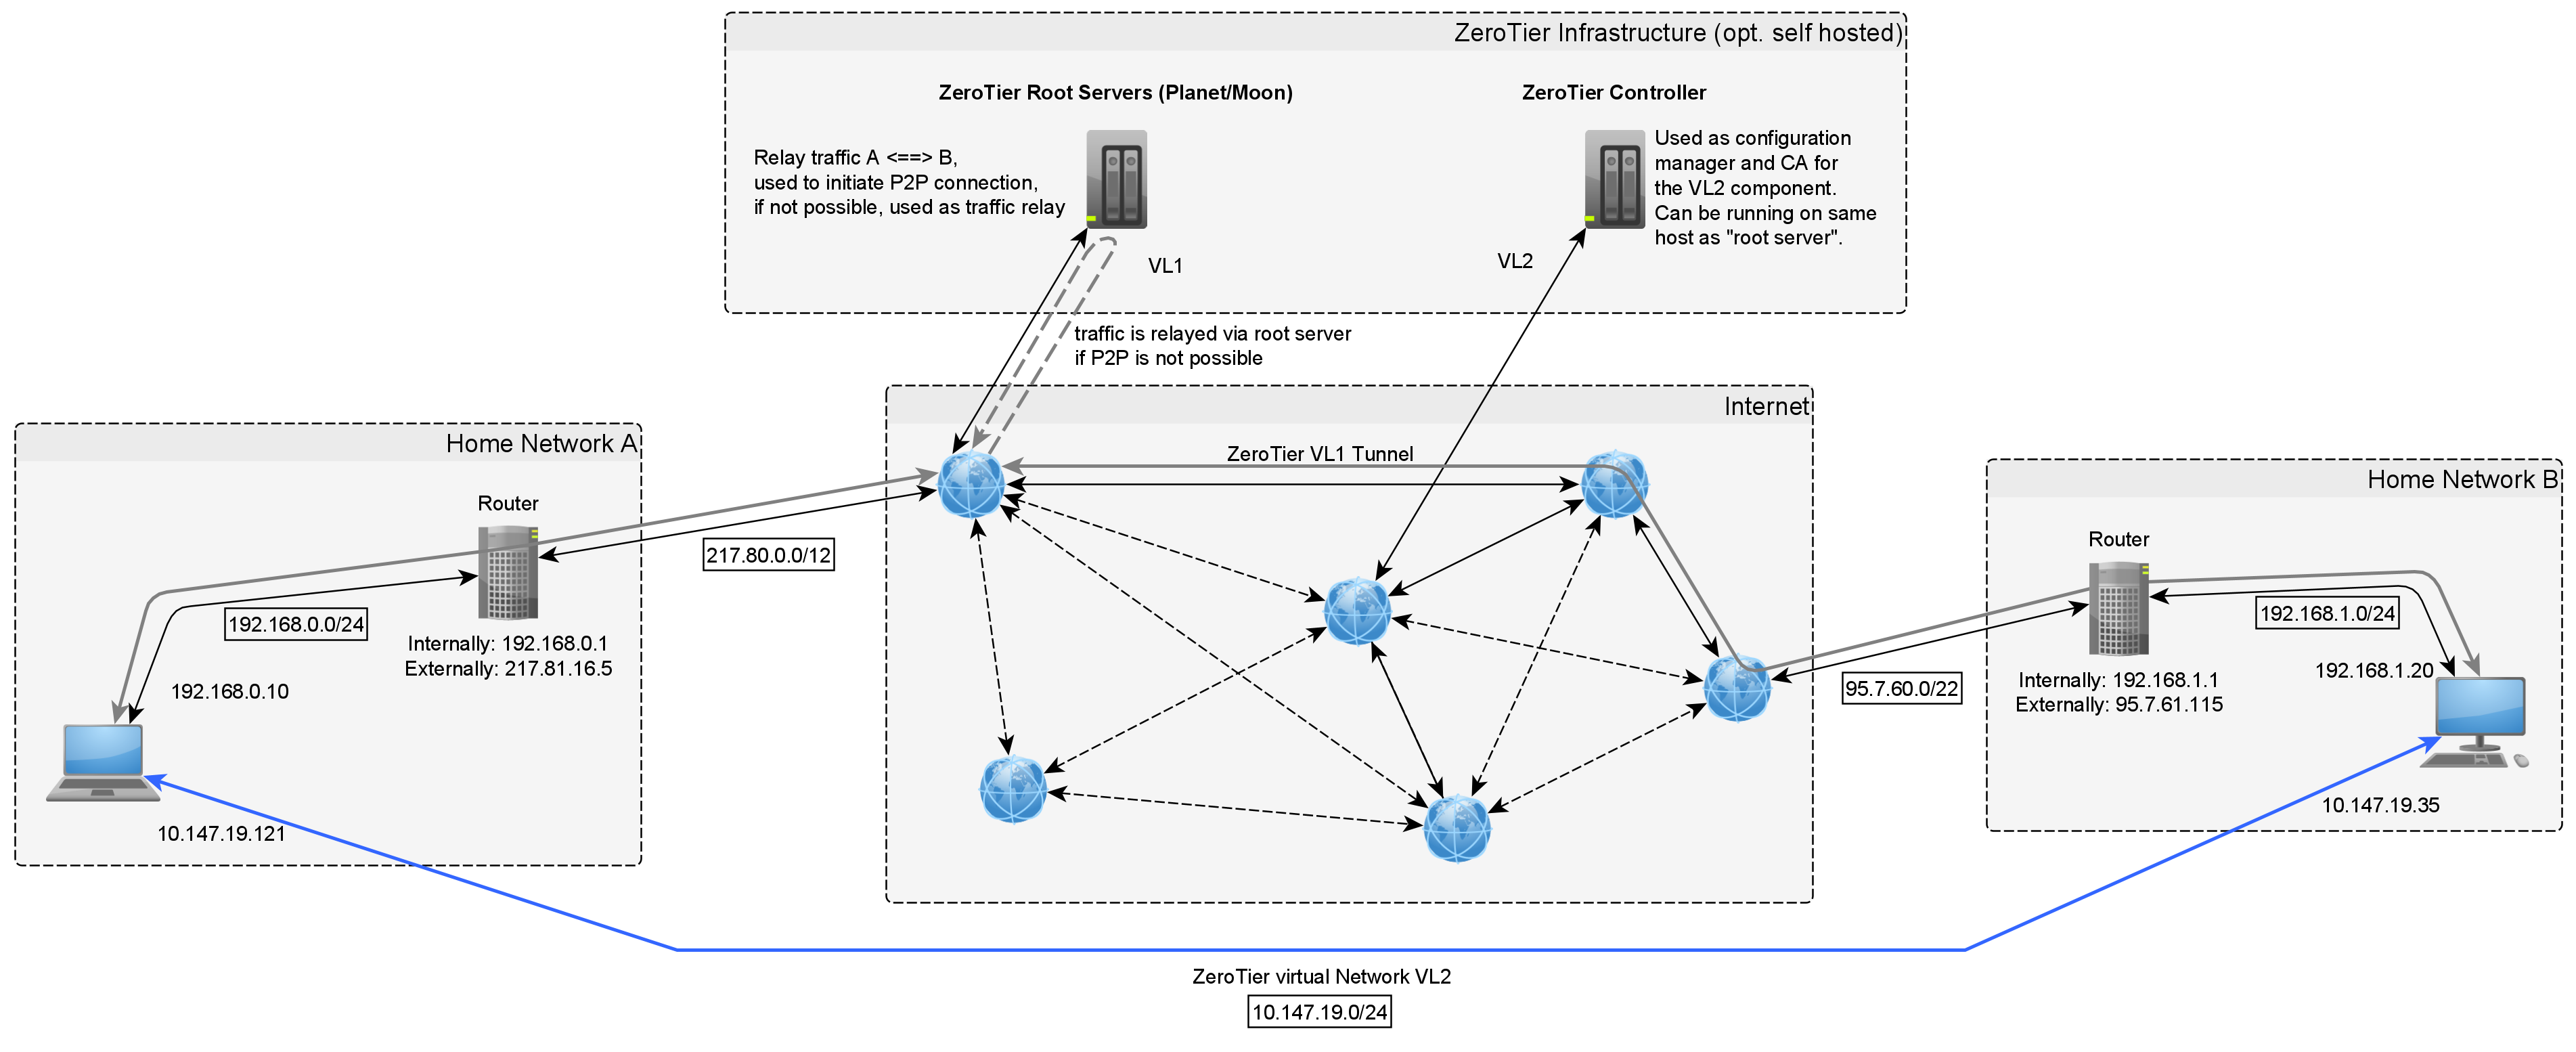 ZeroTier Infrastructure (opt. self hosted)
ZeroTier Root Servers (Planet/Moon)
Relay traffic A <==> B,
used to initiate P2P connection,
if not possible, used as traffic relay
VL1
ZeroTier Controller
Used as configuration
manager and CA for
the VL2 component.
Can be running on same
host as "root server".
VL2
traffic is relayed via root server
if P2P is not possible
Home Network A
Router
192.168.0.0/24
Internally: 192.168.0.1
Externally: 217.81.16.5
192.168.0.10
10.147.19.121
217.80.0.0/12
Internet
ZeroTier VL1 Tunnel
95.7.60.0/22
Home Network B
Router
192.168.1.0/24
Internally: 192.168.1.1
Externally: 95.7.61.115
192.168.1.20
10.147.19.35
ZeroTier virtual Network VL2
10.147.19.0/24